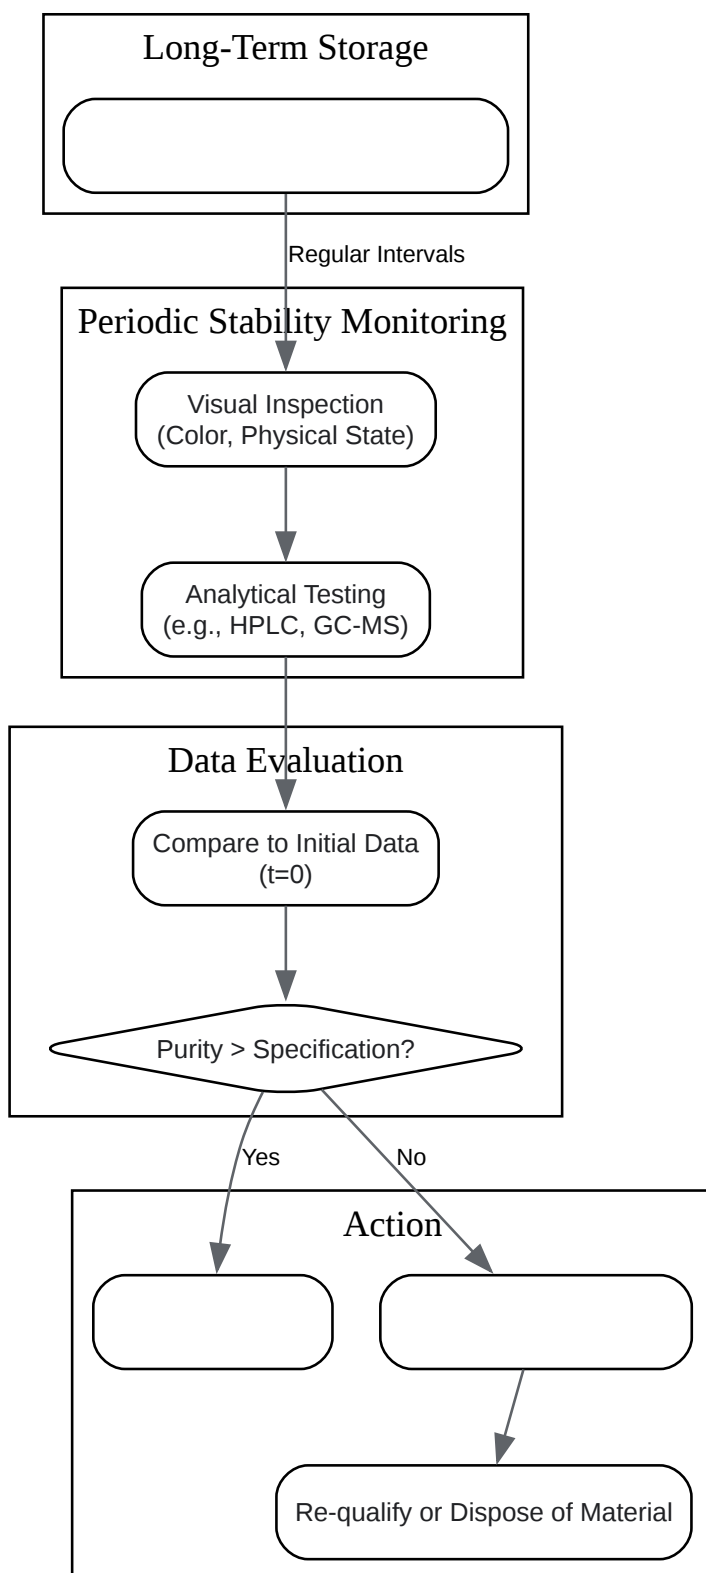 Long-Term Storage
Regular Intervals
Periodic Stability Monitoring
Visual Inspection
(Color, Physical State)
Analytical Testing
(e.g., HPLC, GC-MS)
Data Evaluation
Compare to Initial Data
(t=0)
Purity > Specification?
Yes
No
Action
Re-qualify or Dispose of Material